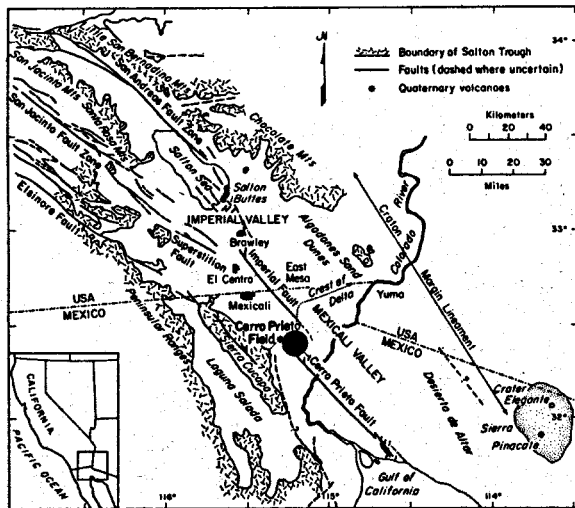 34°
N
Boundary of Salton Trough
Faults (dashed where uncertain)
Quaternary volcanoes
Kilometers
0 20 40
0 10 20 30
Miles
San Bernadino Mts
San Andreas Fault Zone
San Jacinto Mts
Santa Rosa Mts
San Jacinto Fault Zone
Chocolate Mts
Salton Sea
Salton Buttes
Elsinore Fault
IMPERIAL VALLEY
Brawley
Superstition Fault
Imperial Fault
El Centro
East Mesa
Algodones Sand Dunes
Colorado River
Craton Margin Lineament
33°
Crest of Delta
Yuma
USA
MEXICO
Mexicali
MEXICALI VALLEY
USA
MEXICO
Peninsular Ranges
Sierra Cucapa
Laguna Salada
Cerro Prieto Field
Cerro Prieto Fault
Desierto de Altar
Crater Elegante
32°
Sierra Pinacate
Gulf of California
CALIFORNIA
PACIFIC OCEAN
116°
115°
114°